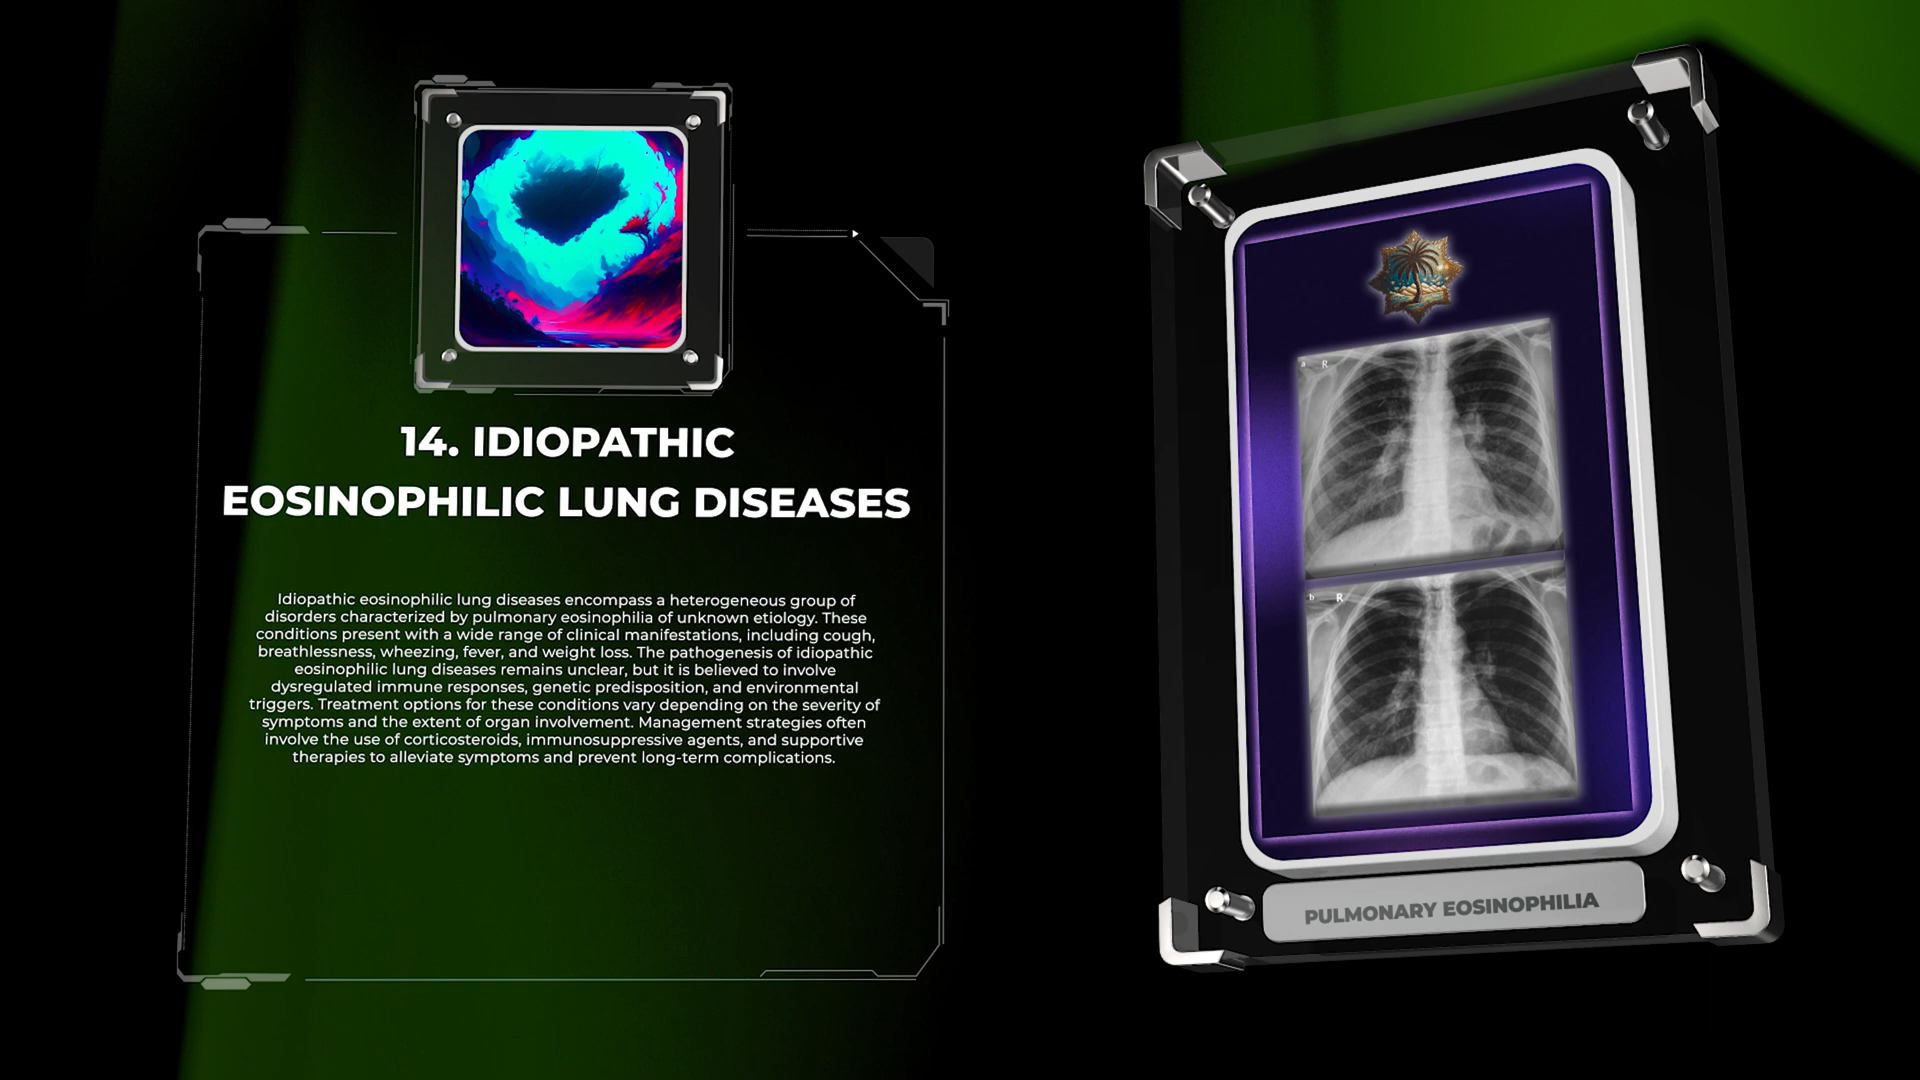 14. IDIOPATHIC
EOSINOPHILIC LUNG DISEASES
Idiopathic eosinophilic lung diseases encompass a heterogeneous group of
disorders characterized by pulmonary eosinophilia of unknown etiology. These
conditions present with a wide range of clinical manifestations, including cough,
breathlessness, wheezing, fever, and weight loss. The pathogenesis of idiopathic
eosinophilic lung diseases remains unclear, but it is believed to involve
dysregulated immune responses, genetic predisposition, and environmental
triggers. Treatment options for these conditions vary depending on the severity of
symptoms and the extent of organ involvement. Management strategies often
involve the use of corticosteroids, immunosuppressive agents, and supportive
therapies to alleviate symptoms and prevent long-term complications.
a R
b R
PULMONARY EOSINOPHILIA